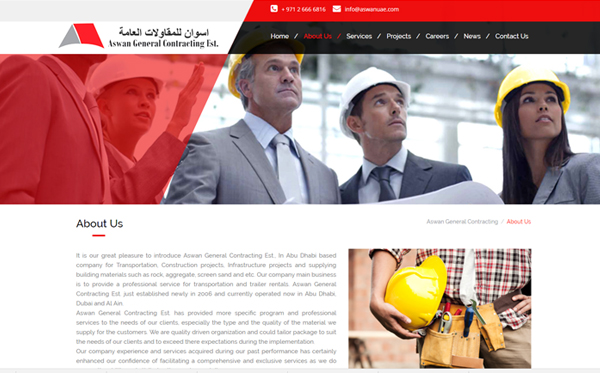 + 971 2 666 6816 info@aswanuae.com
اسوان للمقاولات العامة
Aswan General Contracting Est.
Home / About Us / Services / Projects / Careers / News / Contact Us
About Us
Aswan General Contracting / About Us
It is our great pleasure to introduce Aswan General Contracting Est., In Abu Dhabi based
company for Transportation, Construction projects, Infrastructure projects and supplying
building materials such as rock, aggregate, screen sand and etc. Our company main business
is to provide a professional service for transportation and trailer rentals. Aswan General
Contracting Est. just established newly in 2006 and currently operated now in Abu Dhabi,
Dubai and Al Ain.
Aswan General Contracting Est. has provided more specific program and professional
services to the needs of our clients, especially the type and the quality of the material we
supply for the customers. We are qualified driven organization and could tailor package to suit
the needs of our clients and to exceed there expectations during the implementation.
Our company experience and services acquired during our past performance has certainly
enhanced our confidence of facilitating a comprehensive and exclusive services as we do